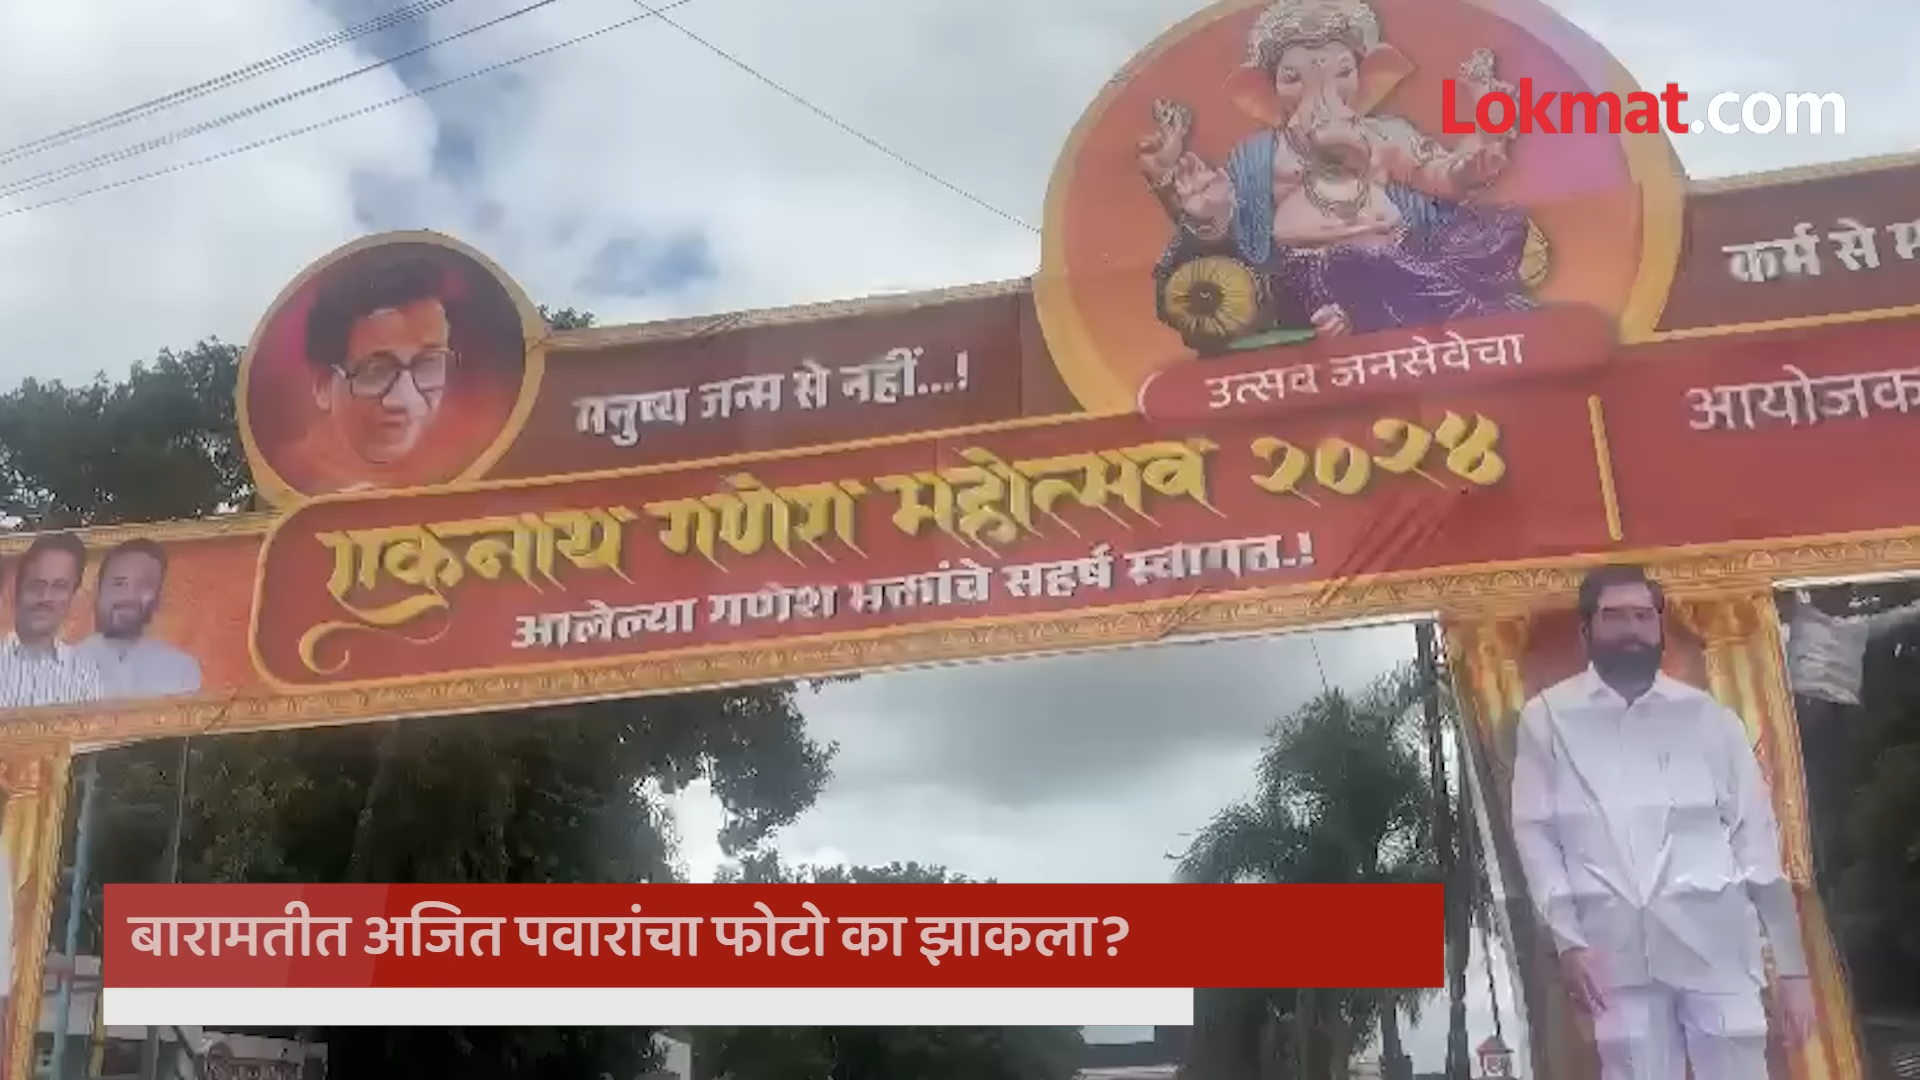 Lokmat.com
मनुष्य जन्म से नहीं...!
कर्म से
उत्सव जनसेवेचा
एकनाथ गणेश महोत्सव २०२४
आयोजक
आलेल्या गणेश भक्तांचे सहर्ष स्वागत.!
बारामतीत अजित पवारांचा फोटो का झाकला?